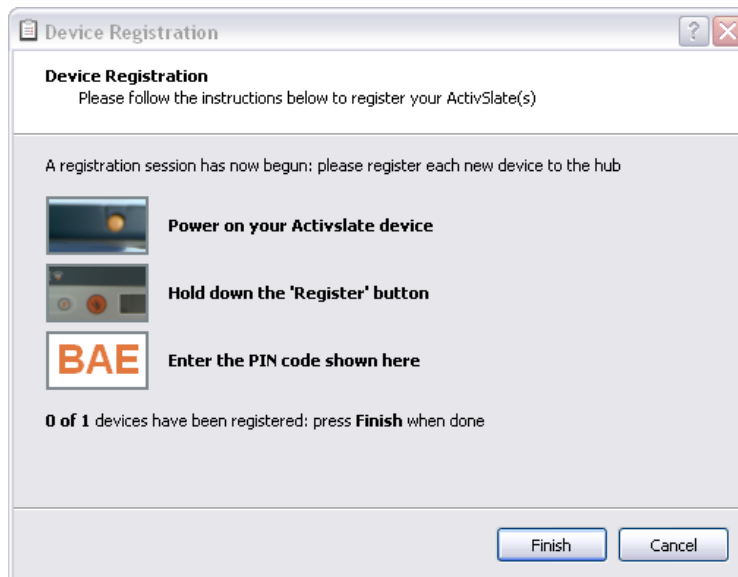 Device Registration
Device Registration
Please follow the instructions below to register your ActivSlate(s)
A registration session has now begun: please register each new device to the hub
Power on your Activslate device
Hold down the 'Register' button
BAE
Enter the PIN code shown here
0 of 1 devices have been registered: press Finish when done
Finish
Cancel